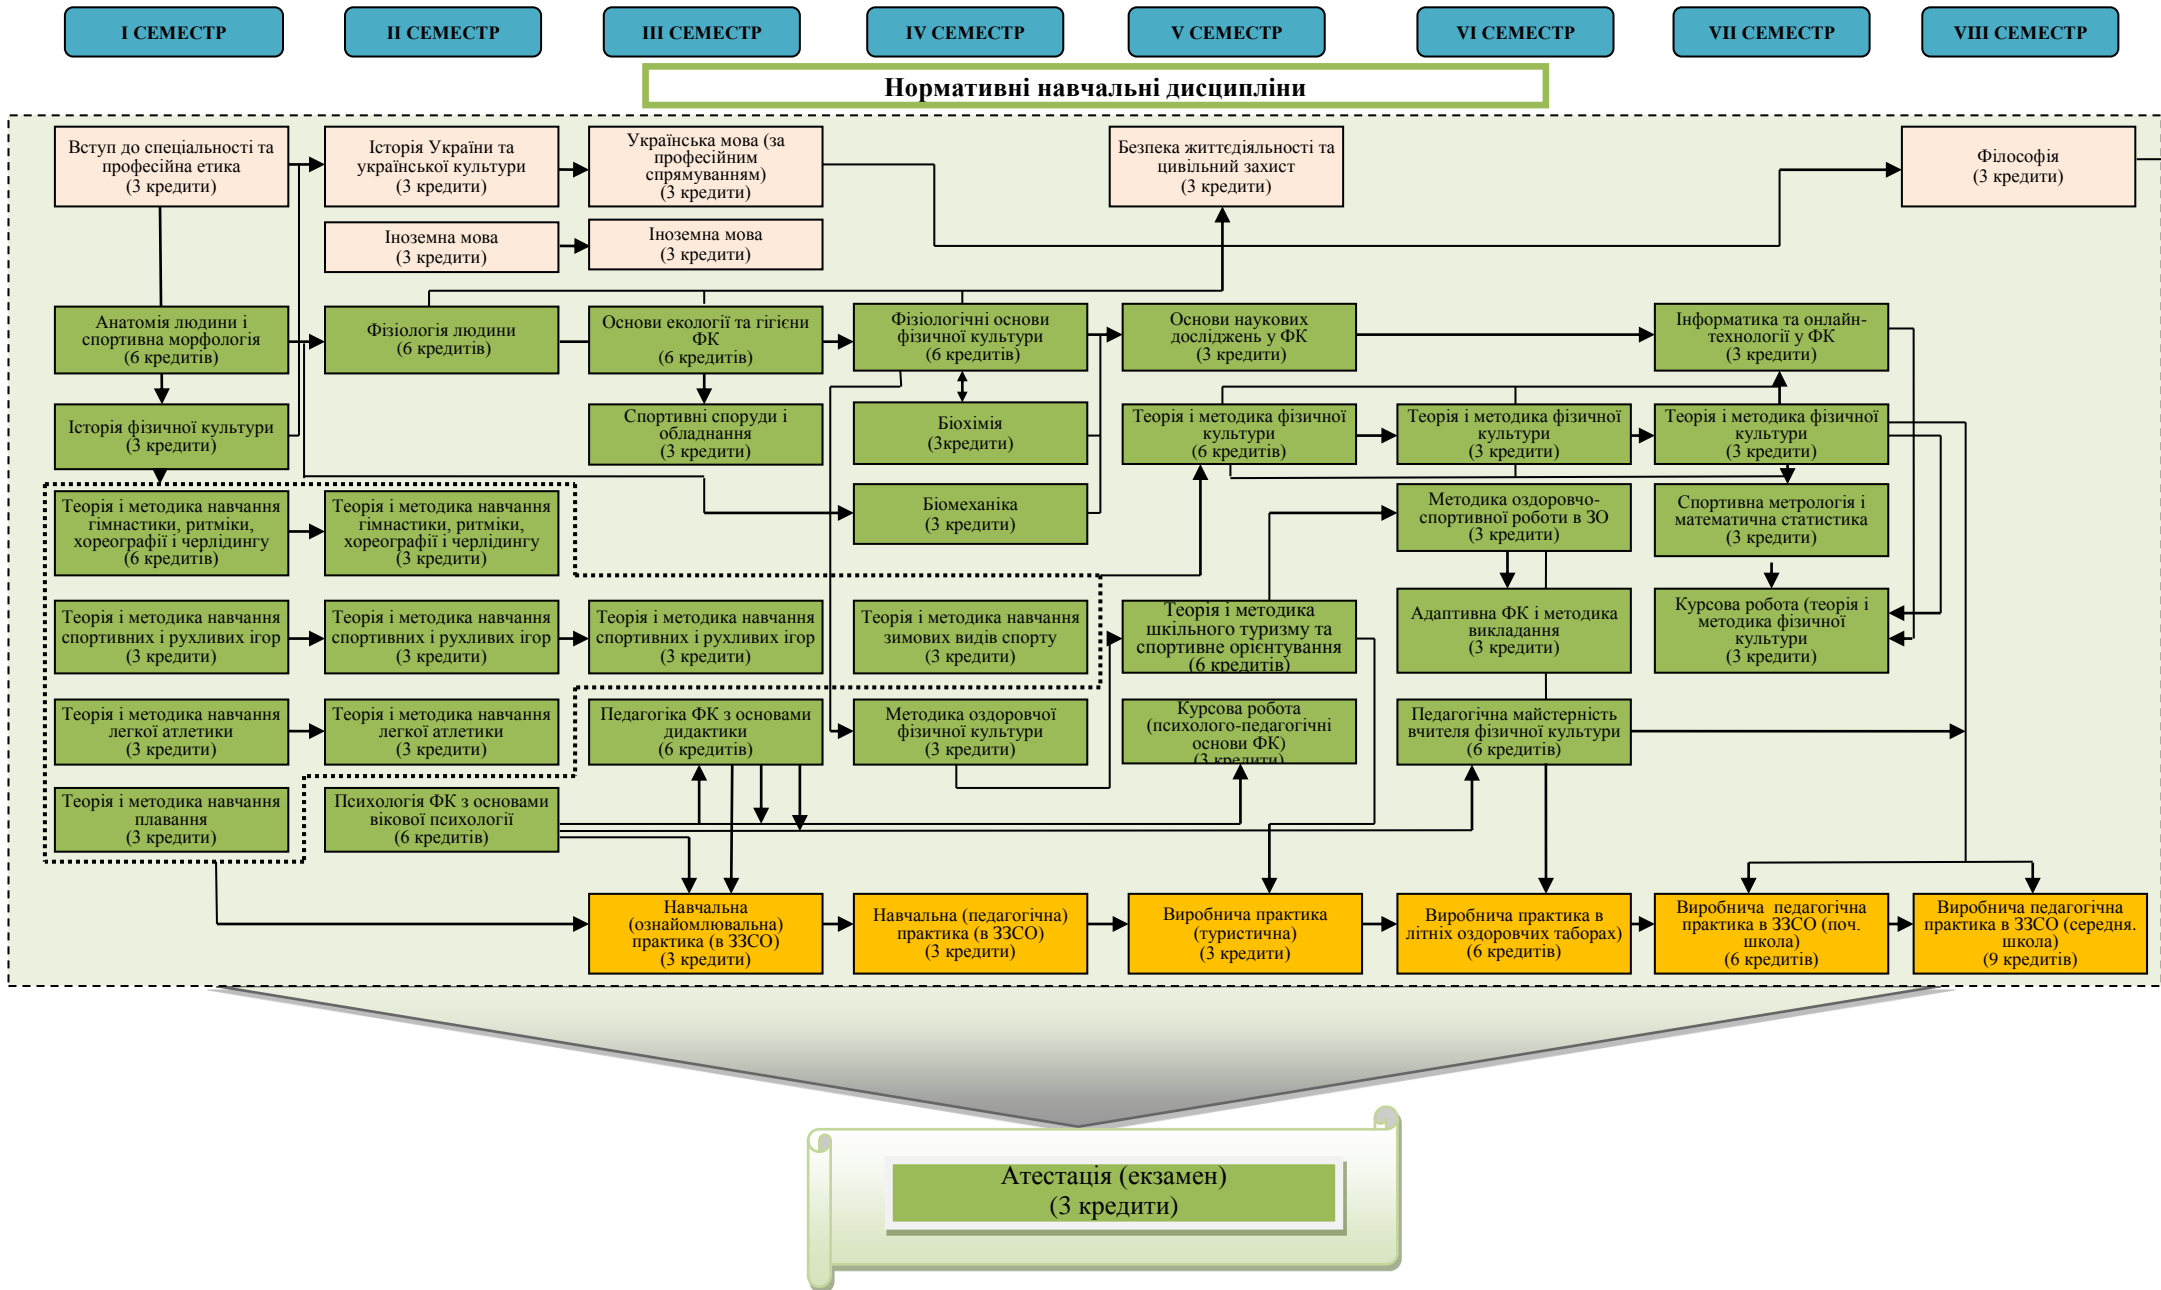 I СЕМЕСТР
II СЕМЕСТР
III СЕМЕСТР
IV СЕМЕСТР
V СЕМЕСТР
VI СЕМЕСТР
VII СЕМЕСТР
VIII СЕМЕСТР
Нормативні навчальні дисципліни
Вступ до спеціальності та
професійна етика
(3 кредити)
Історія України та
української культури
(3 кредити)
Українська мова (за
професійним
спрямуванням)
(3 кредити)
Безпека життєдіяльності та
цивільний захист
(3 кредити)
Філософія
(3 кредити)
Іноземна мова
(3 кредити)
Іноземна мова
(3 кредити)
Анатомія людини і
спортивна морфологія
(6 кредитів)
Фізіологія людини
(6 кредитів)
Основи екології та гігієни
ФК
(6 кредитів)
Фізіологічні основи
фізичної культури
(6 кредитів)
Основи наукових
досліджень у ФК
(3 кредити)
Інформатика та онлайн-
технології у ФК
(3 кредити)
Історія фізичної культури
(3 кредити)
Спортивні споруди і
обладнання
(3 кредити)
Біохімія
(3кредити)
Теорія і методика фізичної
культури
(6 кредитів)
Теорія і методика фізичної
культури
(3 кредити)
Теорія і методика фізичної
культури
(3 кредити)
Теорія і методика навчання
гімнастики, ритміки,
хореографії і черлідингу
(6 кредитів)
Теорія і методика навчання
гімнастики, ритміки,
хореографії і черлідингу
(3 кредити)
Біомеханіка
(3 кредити)
Методика оздоровчо-
спортивної роботи в ЗО
(3 кредити)
Спортивна метрологія і
математична статистика
(3 кредити)
Теорія і методика навчання
спортивних і рухливих ігор
(3 кредити)
Теорія і методика навчання
спортивних і рухливих ігор
(3 кредити)
Теорія і методика навчання
спортивних і рухливих ігор
(3 кредити)
Теорія і методика навчання
зимових видів спорту
(3 кредити)
Теорія і методика
шкільного туризму та
спортивне орієнтування
(6 кредитів)
Адаптивна ФК і методика
викладання
(3 кредити)
Курсова робота (теорія і
методика фізичної
культури
(3 кредити)
Теорія і методика навчання
легкої атлетики
(3 кредити)
Теорія і методика навчання
легкої атлетики
(3 кредити)
Педагогіка ФК з основами
дидактики
(6 кредитів)
Методика оздоровчої
фізичної культури
(3 кредити)
Курсова робота
(психолого-педагогічні
основи ФК)
(3 кредити)
Педагогічна майстерність
вчителя фізичної культури
(6 кредитів)
Теорія і методика навчання
плавання
(3 кредити)
Психологія ФК з основами
вікової психології
(6 кредитів)
Навчальна
(ознайомлювальна)
практика (в ЗЗСО)
(3 кредити)
Навчальна (педагогічна)
практика (в ЗЗСО)
(3 кредити)
Виробнича практика
(туристична)
(3 кредити)
Виробнича практика в
літніх оздоровчих таборах)
(6 кредитів)
Виробнича педагогічна
практика в ЗЗСО (поч.
школа)
(6 кредитів)
Виробнича педагогічна
практика в ЗЗСО (середня.
школа)
(9 кредитів)
Атестація (екзамен)
(3 кредити)